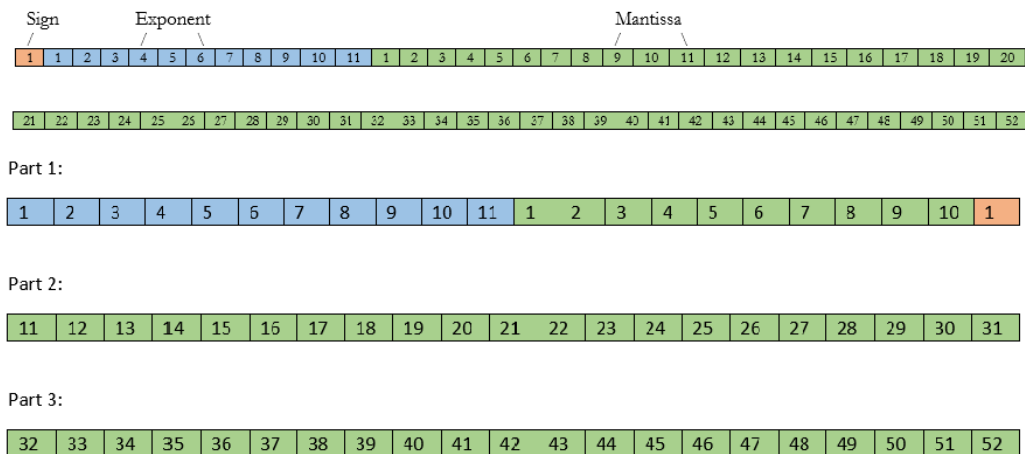 Sign Exponent Mantissa
1 1 2 3 4 5 6 7 8 9 10 11 1 2 3 4 5 6 7 8 9 10 11 12 13 14 15 16 17 18 19 20
21 22 23 24 25 26 27 28 29 30 31 32 33 34 35 36 37 38 39 40 41 42 43 44 45 46 47 48 49 50 51 52
Part 1:
1 2 3 4 5 6 7 8 9 10 11 1 2 3 4 5 6 7 8 9 10 1
Part 2:
11 12 13 14 15 16 17 18 19 20 21 22 23 24 25 26 27 28 29 30 31
Part 3:
32 33 34 35 36 37 38 39 40 41 42 43 44 45 46 47 48 49 50 51 52